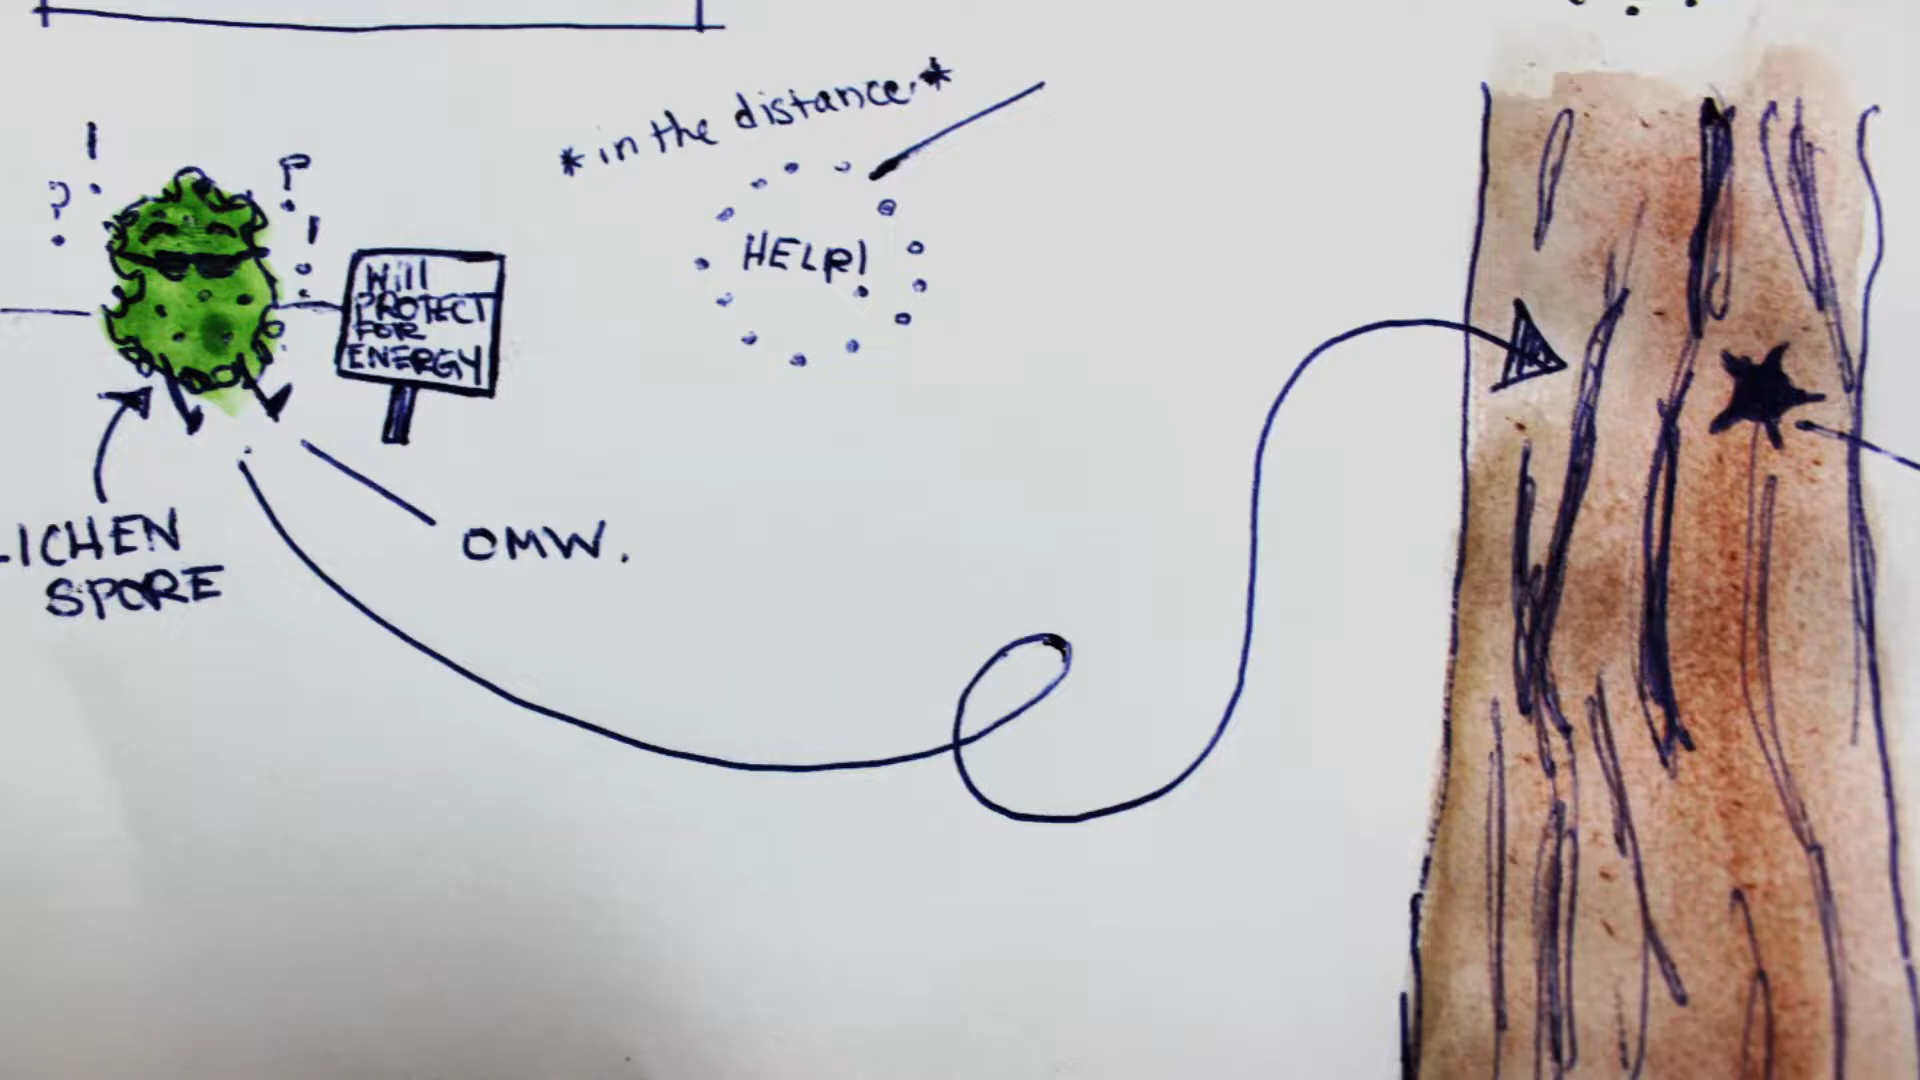 *in the distance.*
HELP!
? ! ? !
Will
PROTECT
FOR
ENERGY
OMW.
LICHEN
SPORE